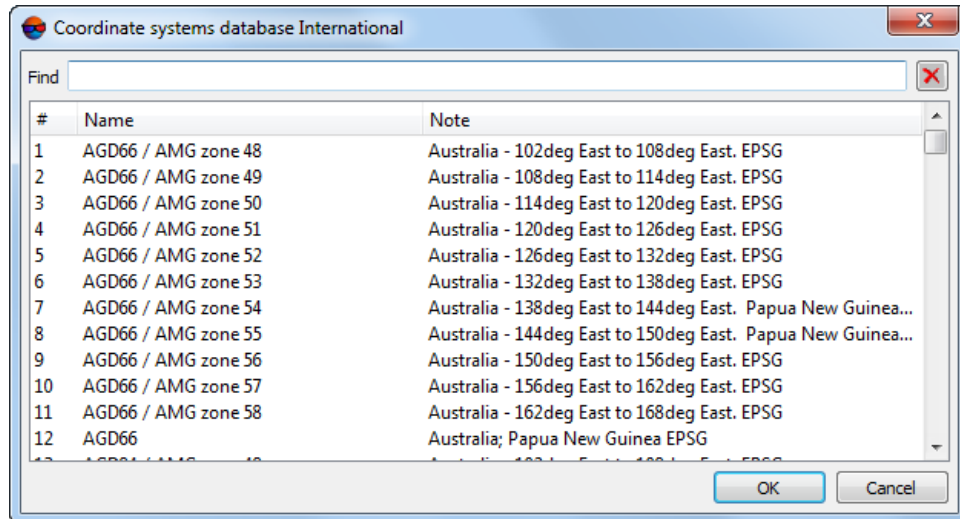 Coordinate systems database International
Find
# Name Note
1 AGD66 / AMG zone 48 Australia - 102deg East to 108deg East. EPSG
2 AGD66 / AMG zone 49 Australia - 108deg East to 114deg East. EPSG
3 AGD66 / AMG zone 50 Australia - 114deg East to 120deg East. EPSG
4 AGD66 / AMG zone 51 Australia - 120deg East to 126deg East. EPSG
5 AGD66 / AMG zone 52 Australia - 126deg East to 132deg East. EPSG
6 AGD66 / AMG zone 53 Australia - 132deg East to 138deg East. EPSG
7 AGD66 / AMG zone 54 Australia - 138deg East to 144deg East. Papua New Guinea...
8 AGD66 / AMG zone 55 Australia - 144deg East to 150deg East. Papua New Guinea...
9 AGD66 / AMG zone 56 Australia - 150deg East to 156deg East. EPSG
10 AGD66 / AMG zone 57 Australia - 156deg East to 162deg East. EPSG
11 AGD66 / AMG zone 58 Australia - 162deg East to 168deg East. EPSG
12 AGD66 Australia; Papua New Guinea EPSG
OK Cancel